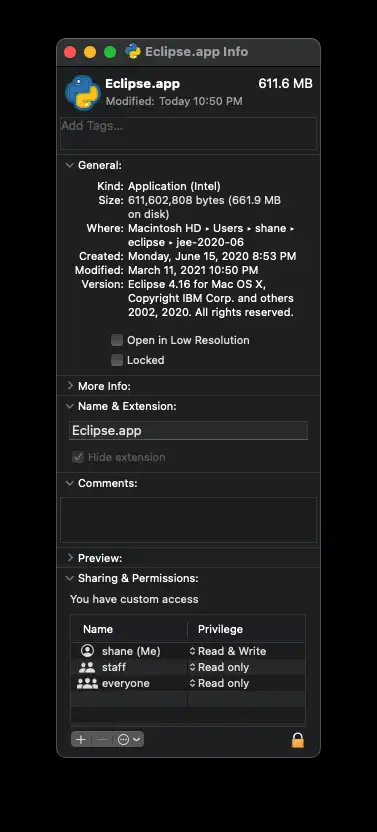 Eclipse.app Info
Eclipse.app 611.6 MB
Modified: Today 10:50 PM
Add Tags...
General:
Kind: Application (Intel)
Size: 611,602,808 bytes (661.9 MB
on disk)
Where: Macintosh HD ▸ Users ▸ shane ▸
eclipse ▸ jee-2020-06
Created: Monday, June 15, 2020 8:53 PM
Modified: March 11, 2021 10:50 PM
Version: Eclipse 4.16 for Mac OS X,
Copyright IBM Corp. and others
2002, 2020. All rights reserved.
Open in Low Resolution
Locked
More Info:
Name & Extension:
Eclipse.app
Hide extension
Comments:
Preview:
Sharing & Permissions:
You have custom access
Name Privilege
shane (Me) Read & Write
staff Read only
everyone Read only